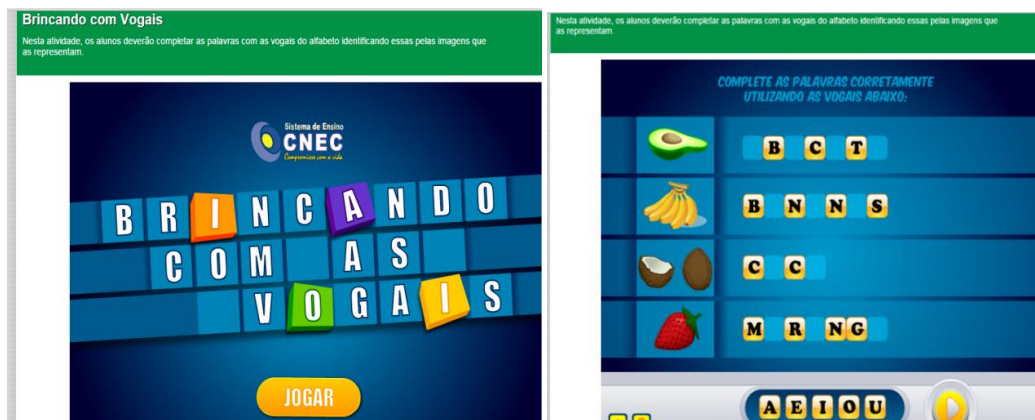 Brincando com Vogais
Nesta atividade, os alunos deverão completar as palavras com as vogais do alfabeto identificando essas pelas imagens que
as representam.
Sistema de Ensino
CNEC
Compromisso com a vida
BRINCANDO
COM AS
VOGAIS
JOGAR
Nesta atividade, os alunos deverão completar as palavras com as vogais do alfabeto identificando essas pelas imagens que
as representam.
COMPLETE AS PALAVRAS CORRETAMENTE
UTILIZANDO AS VOGAIS ABAIXO:
B C T
B N N S
C C
M R N G
A E I O U